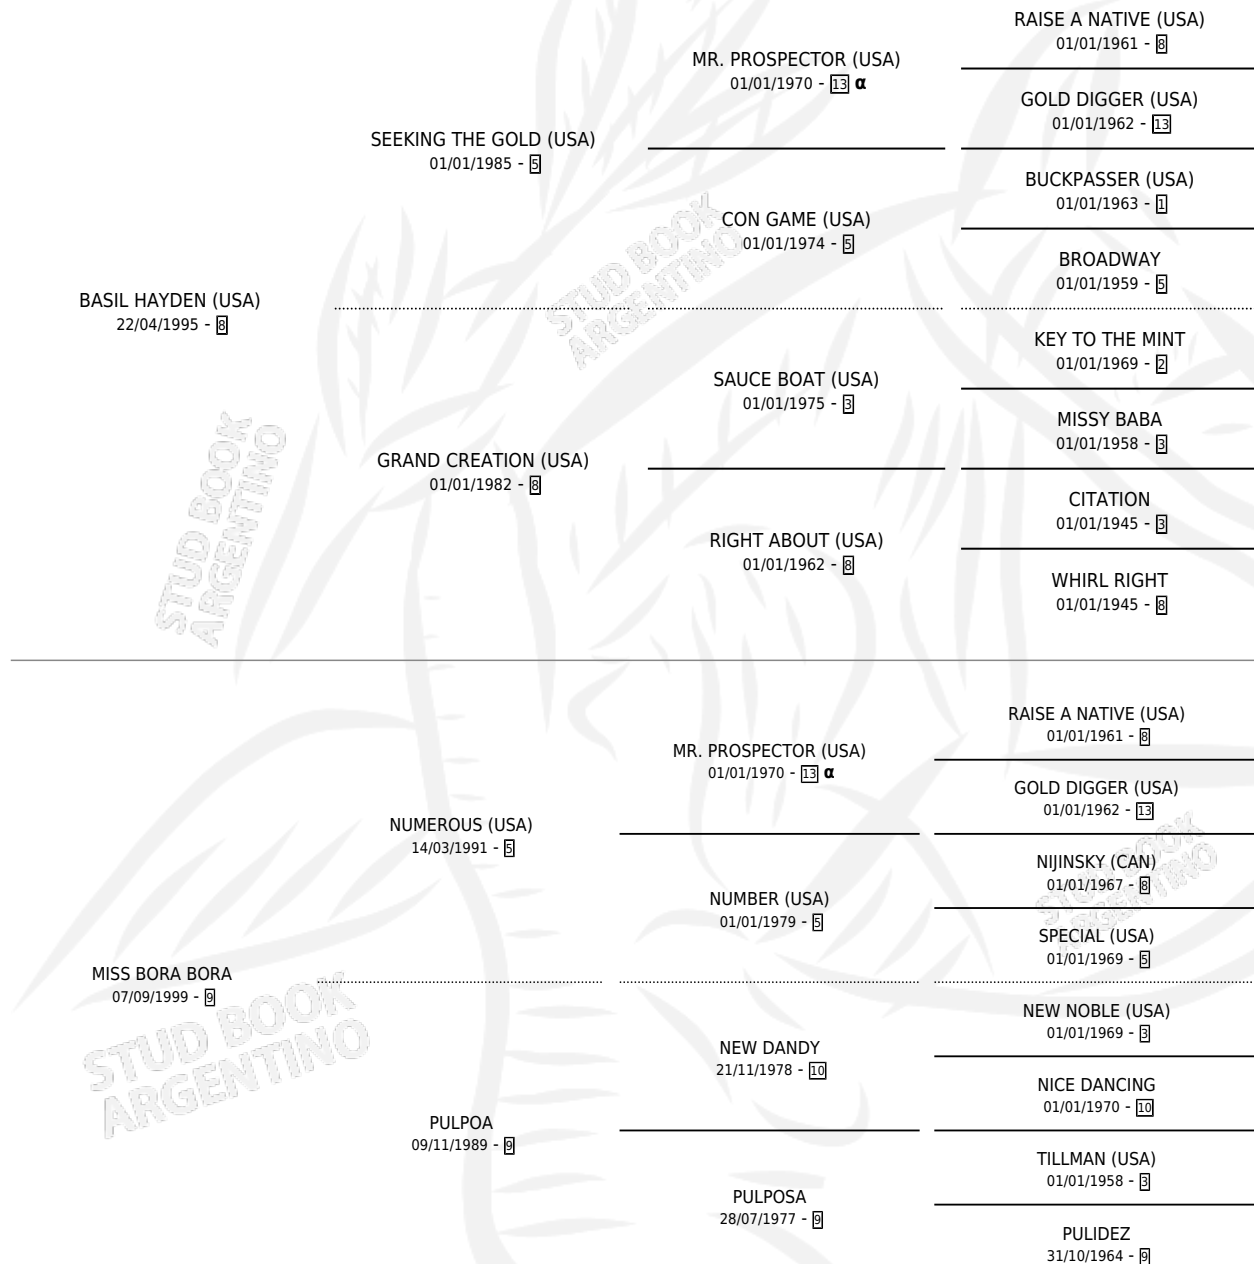 RAISE A NATIVE (USA)
01/01/1961 - 8
MR. PROSPECTOR (USA)
01/01/1970 - 13 α
GOLD DIGGER (USA)
01/01/1962 - 13
SEEKING THE GOLD (USA)
01/01/1985 - 5
BUCKPASSER (USA)
01/01/1963 - 1
CON GAME (USA)
01/01/1974 - 5
BROADWAY
01/01/1959 - 5
BASIL HAYDEN (USA)
22/04/1995 - 8
KEY TO THE MINT
01/01/1969 - 2
SAUCE BOAT (USA)
01/01/1975 - 3
MISSY BABA
01/01/1958 - 3
GRAND CREATION (USA)
01/01/1982 - 8
CITATION
01/01/1945 - 3
RIGHT ABOUT (USA)
01/01/1962 - 8
WHIRL RIGHT
01/01/1945 - 8
RAISE A NATIVE (USA)
01/01/1961 - 8
MR. PROSPECTOR (USA)
01/01/1970 - 13 α
GOLD DIGGER (USA)
01/01/1962 - 13
NUMEROUS (USA)
14/03/1991 - 5
NIJINSKY (CAN)
01/01/1967 - 8
NUMBER (USA)
01/01/1979 - 5
SPECIAL (USA)
01/01/1969 - 5
MISS BORA BORA
07/09/1999 - 9
NEW NOBLE (USA)
01/01/1969 - 3
NEW DANDY
21/11/1978 - 10
NICE DANCING
01/01/1970 - 10
PULPOA
09/11/1989 - 9
TILLMAN (USA)
01/01/1958 - 3
PULPOSA
28/07/1977 - 9
PULIDEZ
31/10/1964 - 9
STUD BOOK
ARGENTINO
STUD BOOK
ARGENTINO
STUD BOOK
ARGENTINO
STUD BOOK
ARGENTINO